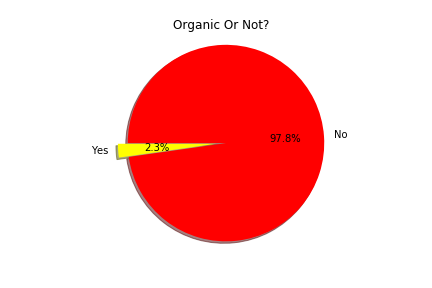 Organic Or Not?
No
97.8%
2.3%
Yes